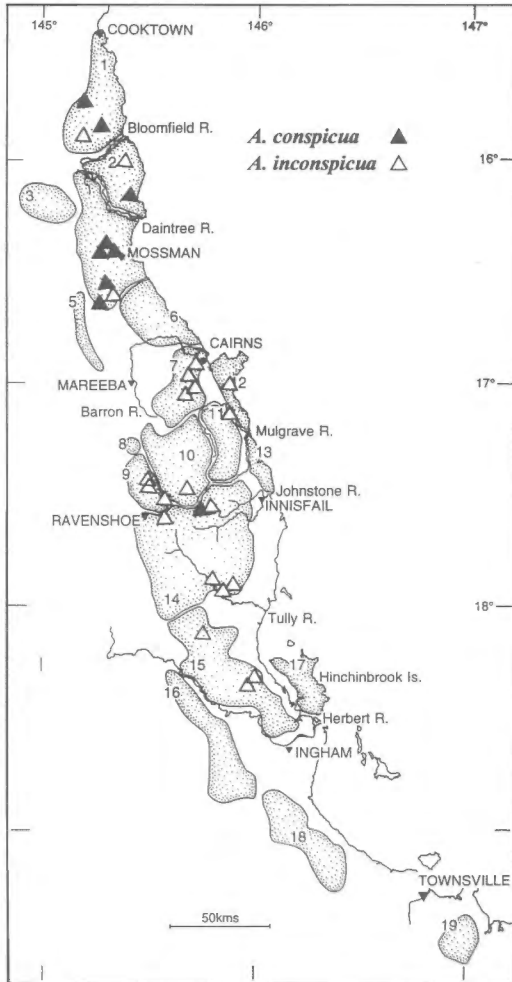 145° 146° 147°
COOKTOWN
1
Bloomfield R.
A. conspicua
A. inconspicua
2
16°
3
Daintree R.
MOSSMAN
5
6
CAIRNS
7
MAREEBA
12
17°
Barron R.
11
Mulgrave R.
8
10
13
9
Johnstone R.
INNISFAIL
RAVENSHOE
14
18°
Tully R.
15
17
Hinchinbrook Is.
16
Herbert R.
INGHAM
18
TOWNSVILLE
50kms
19